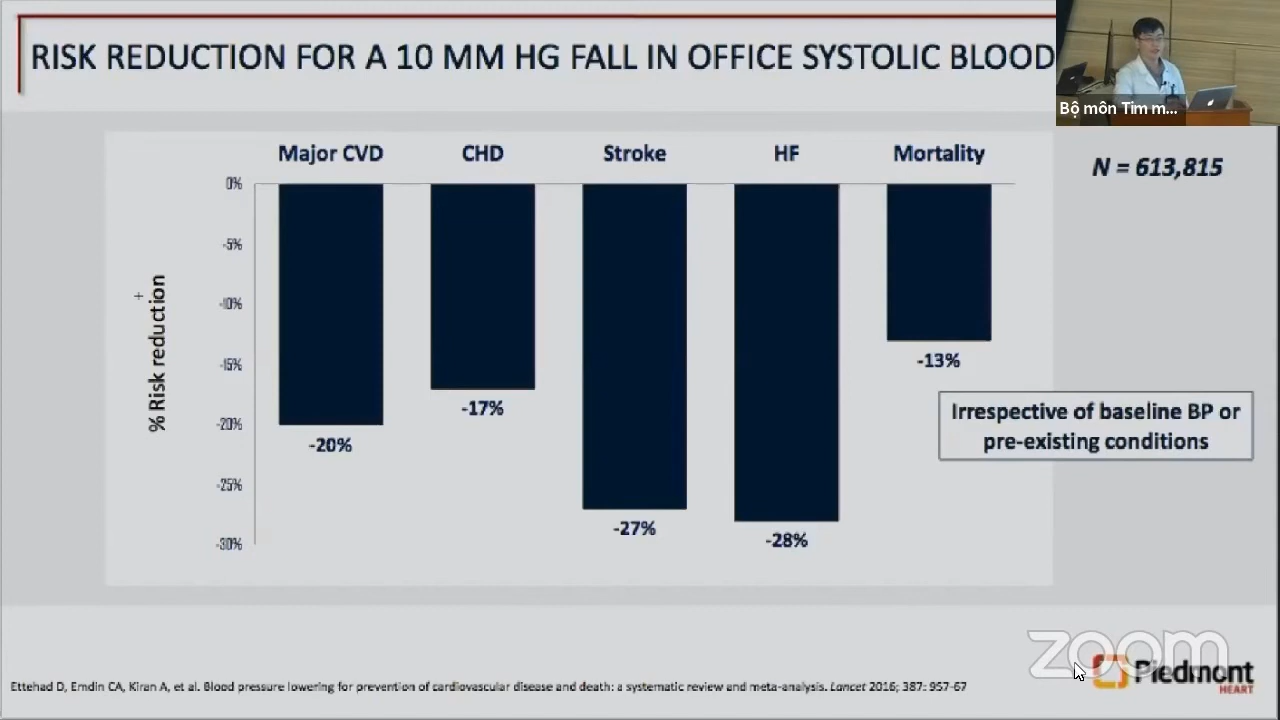 RISK REDUCTION FOR A 10 MM HG FALL IN OFFICE SYSTOLIC BLOOD
Bộ môn Tim m...
Major CVD CHD Stroke HF Mortality
N = 613,815
0%
-5%
-10%
-15%
-20%
-25%
-30%
% Risk reduction
+
-20%
-17%
-27%
-28%
-13%
Irrespective of baseline BP or
pre-existing conditions
zoom
Piedmont
HEART
Ettehad D, Emdin CA, Kiran A, et al. Blood pressure lowering for prevention of cardiovascular disease and death: a systematic review and meta-analysis. Lancet 2016; 387: 957-67